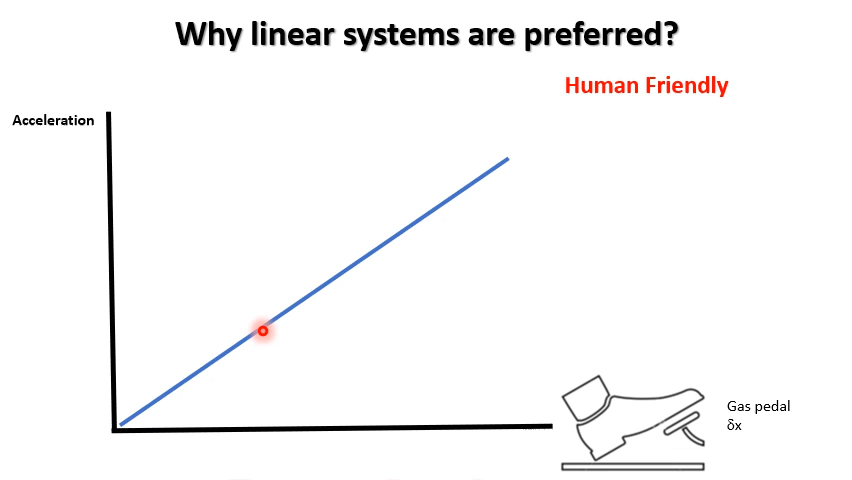 Why linear systems are preferred?
Human Friendly
Acceleration
Gas pedal
δx